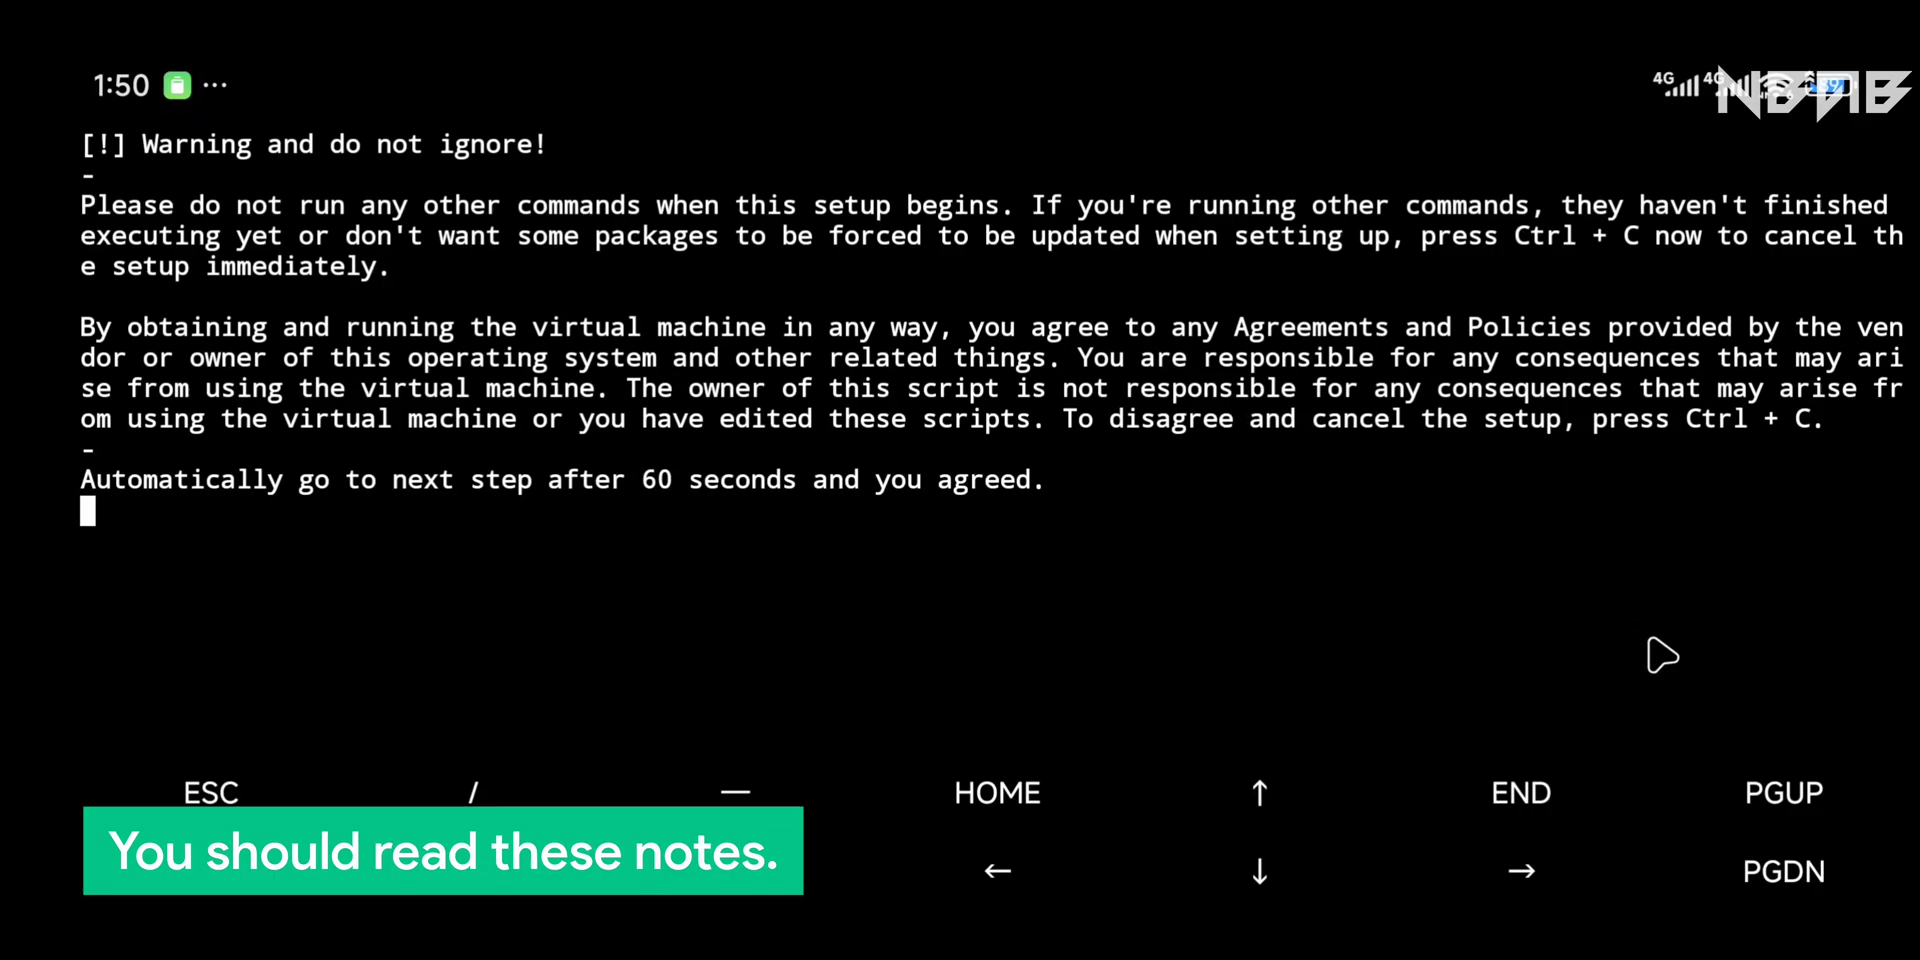 1:50 ...
4G 4G 89
NBNB
[!] Warning and do not ignore!
-
Please do not run any other commands when this setup begins. If you're running other commands, they haven't finished
executing yet or don't want some packages to be forced to be updated when setting up, press Ctrl + C now to cancel th
e setup immediately.
By obtaining and running the virtual machine in any way, you agree to any Agreements and Policies provided by the ven
dor or owner of this operating system and other related things. You are responsible for any consequences that may ari
se from using the virtual machine. The owner of this script is not responsible for any consequences that may arise fr
om using the virtual machine or you have edited these scripts. To disagree and cancel the setup, press Ctrl + C.
-
Automatically go to next step after 60 seconds and you agreed.
ESC / — HOME ↑ END PGUP
You should read these notes.
← ↓ → PGDN